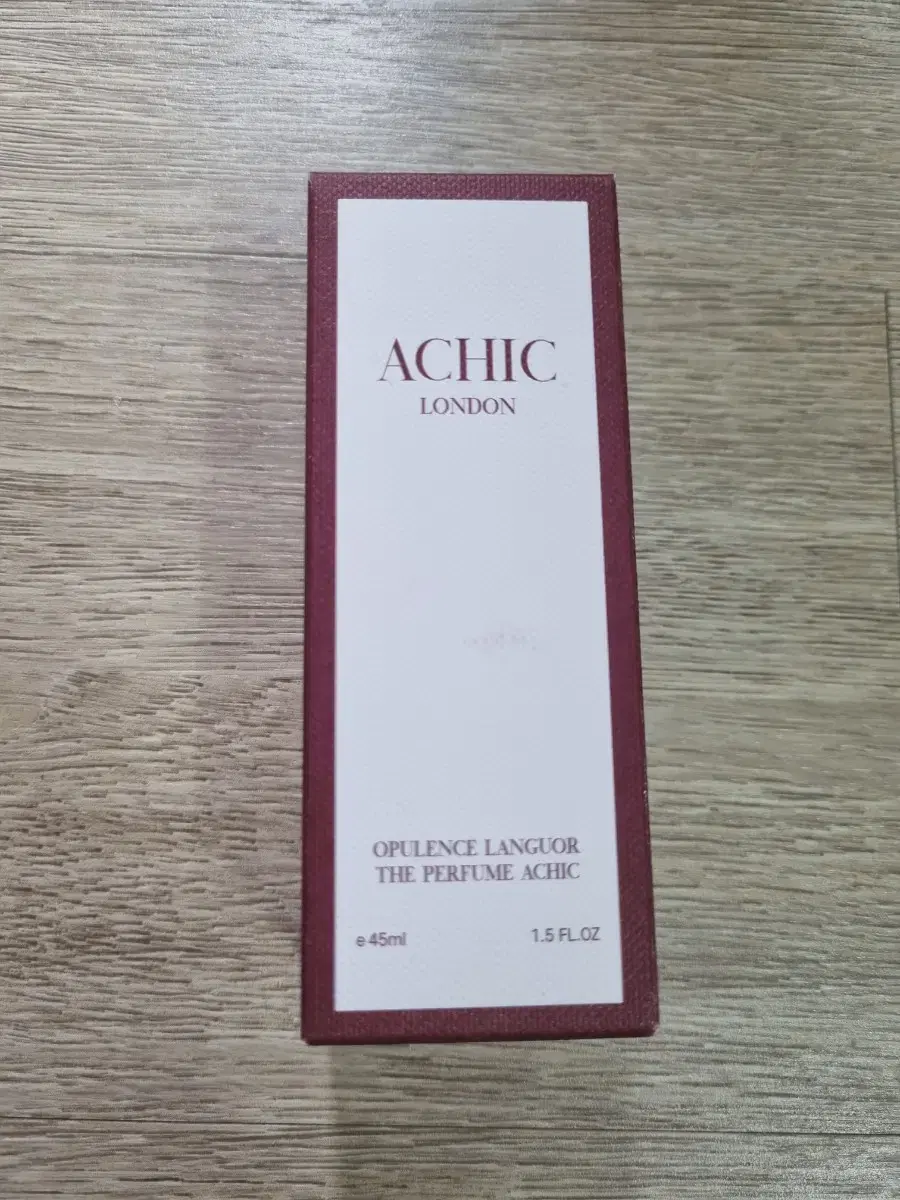 ACHIC
LONDON
OPULENCE LANGUOR
THE PERFUME ACHIC
e 45ml
1.5 FL.OZ